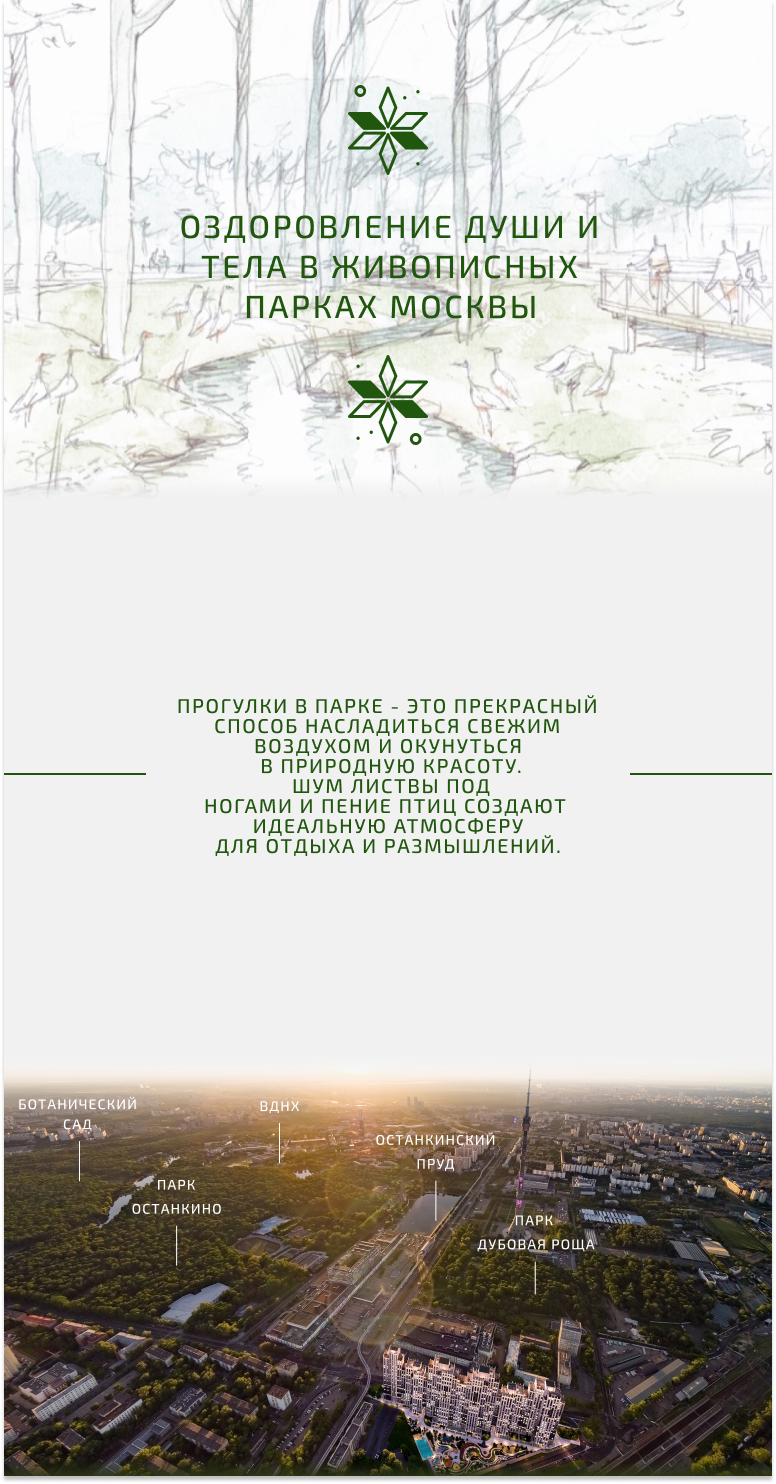 ОЗДОРОВЛЕНИЕ ДУШИ И
ТЕЛА В ЖИВОПИСНЫХ
ПАРКАХ МОСКВЫ
ПРОГУЛКИ В ПАРКЕ - ЭТО ПРЕКРАСНЫЙ
СПОСОБ НАСЛАДИТЬСЯ СВЕЖИМ
ВОЗДУХОМ И ОКУНУТЬСЯ
В ПРИРОДНУЮ КРАСОТУ.
ШУМ ЛИСТВЫ ПОД
НОГАМИ И ПЕНИЕ ПТИЦ СОЗДАЮТ
ИДЕАЛЬНУЮ АТМОСФЕРУ
ДЛЯ ОТДЫХА И РАЗМЫШЛЕНИЙ.
БОТАНИЧЕСКИЙ
САД
ВДНХ
ОСТАНКИНСКИЙ
ПРУД
ПАРК
ОСТАНКИНО
ПАРК
ДУБОВАЯ РОЩА